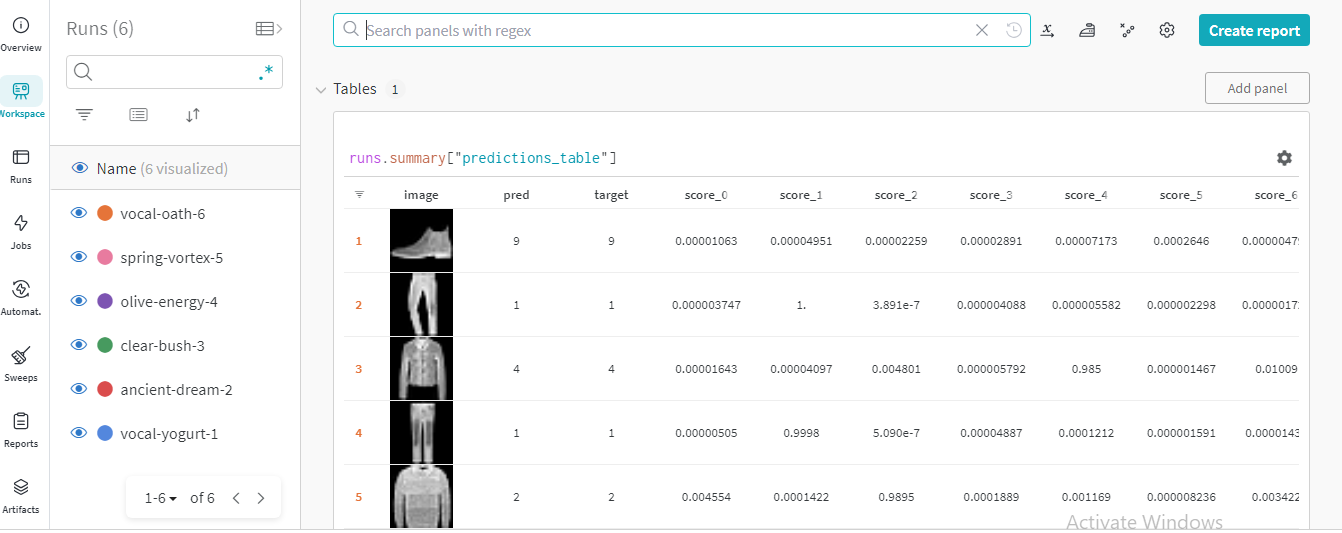 Overview
Workspace
Runs
Jobs
Automat.
Sweeps
Reports
Artifacts
Runs (6)
.*
Name (6 visualized)
vocal-oath-6
spring-vortex-5
olive-energy-4
clear-bush-3
ancient-dream-2
vocal-yogurt-1
1-6 of 6
Search panels with regex
Create report
Tables 1
Add panel
runs.summary["predictions_table"]
image pred target score_0 score_1 score_2 score_3 score_4 score_5 score_6
1 9 9 0.00001063 0.00004951 0.00002259 0.00002891 0.00007173 0.0002646 0.0000047
2 1 1 0.000003747 1. 3.891e-7 0.000004088 0.000005582 0.000002298 0.0000017
3 4 4 0.00001643 0.00004097 0.004801 0.000005792 0.985 0.000001467 0.01009
4 1 1 0.00000505 0.9998 5.090e-7 0.00004887 0.0001212 0.000001591 0.0000143
5 2 2 0.004554 0.0001422 0.9895 0.0001889 0.001169 0.000008236 0.003422
Activate Windows